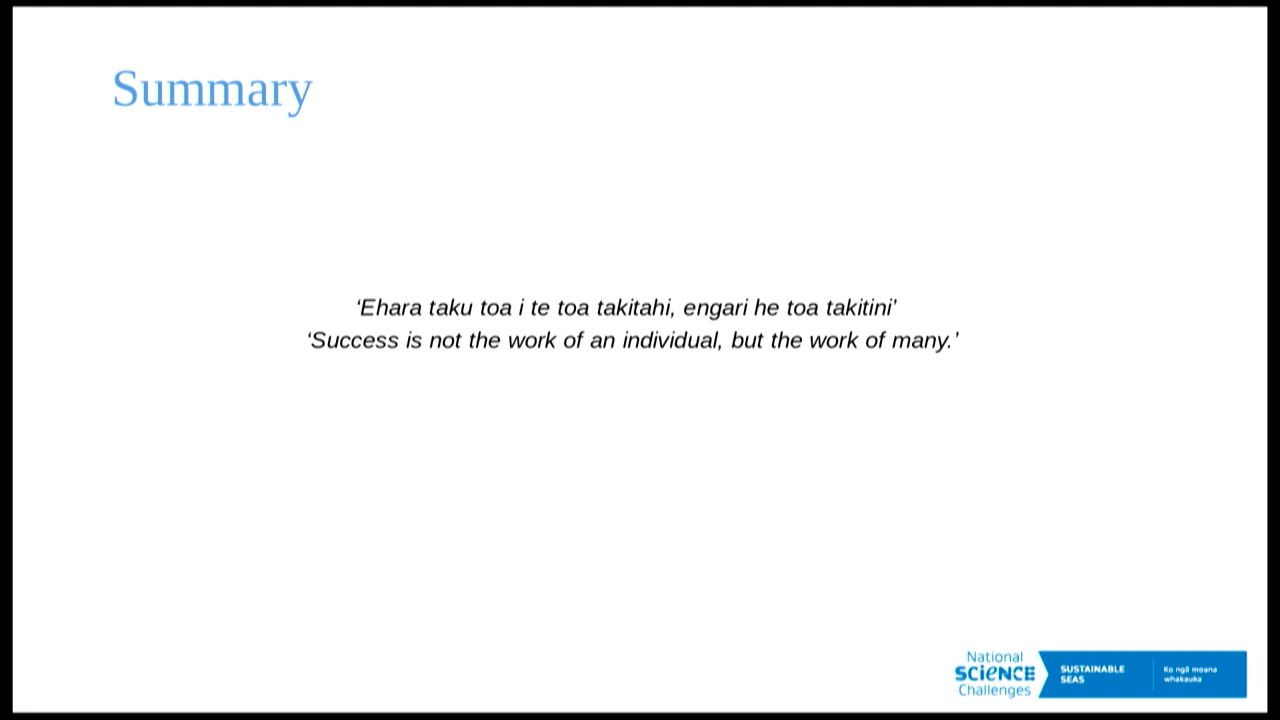 Summary
‘Ehara taku toa i te toa takitahi, engari he toa takitini’
‘Success is not the work of an individual, but the work of many.’
National
SCIENCE
Challenges
SUSTAINABLE
SEAS
Ko ngā moana
whakauka